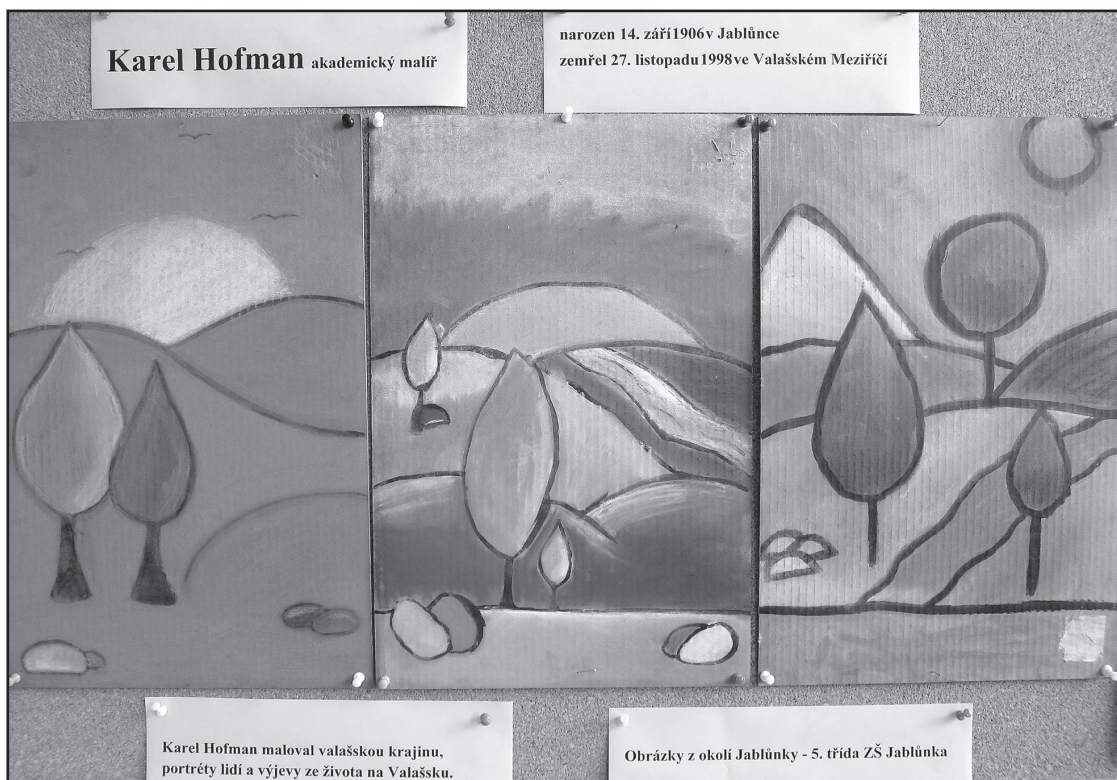 Karel Hofman akademický malíř
narozen 14. září1906v Jablůnce
zemřel 27. listopadu1998ve Valašském Meziříčí
Karel Hofman maloval valašskou krajinu,
portréty lidí a výjevy ze života na Valašsku.
Obrázky z okolí Jablůnky - 5. třída ZŠ Jablůnka